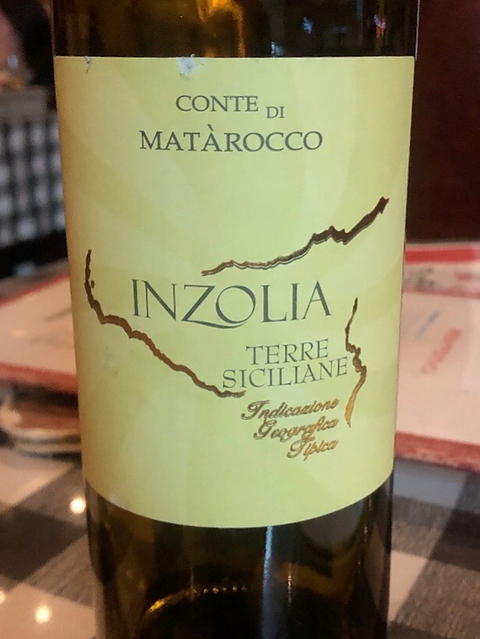 CONTE DI
MATÀROCCO
INZOLIA
TERRE
SICILIANE
Indicazione
Geografica
Tipica